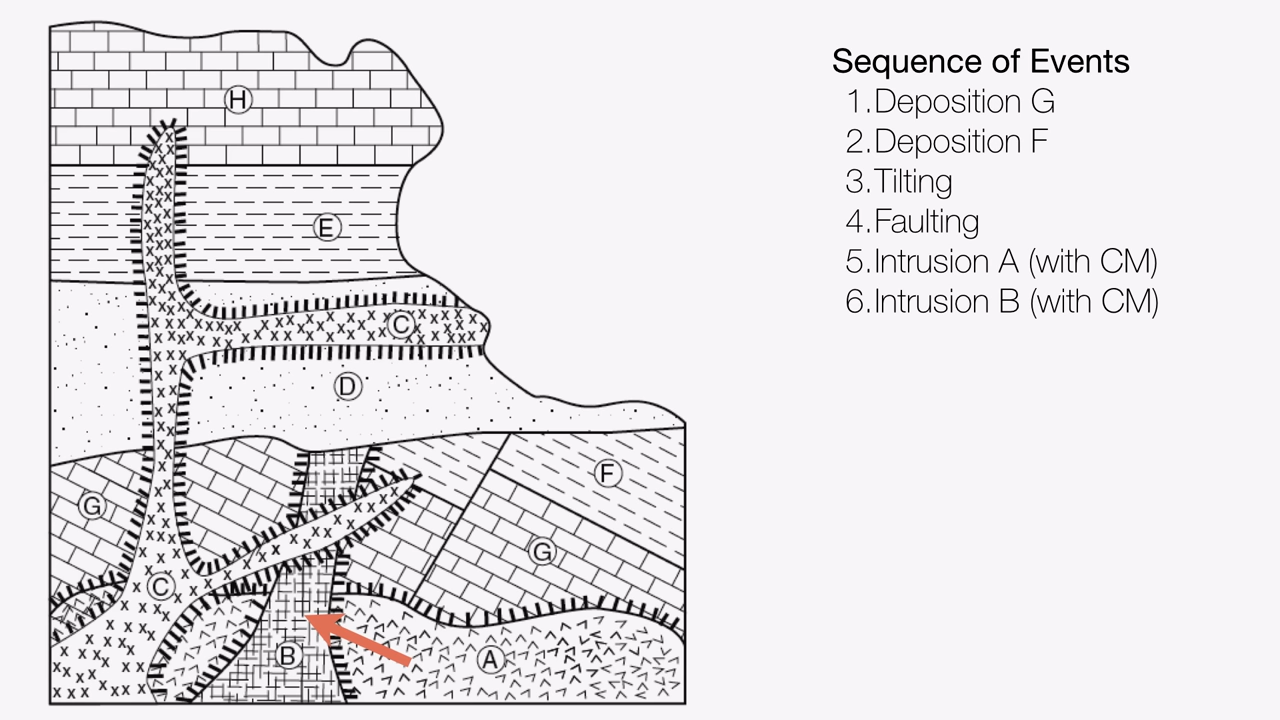 H
E
C
D
F
G
G
C
B
A
Sequence of Events
1.Deposition G
2.Deposition F
3.Tilting
4.Faulting
5.Intrusion A (with CM)
6.Intrusion B (with CM)